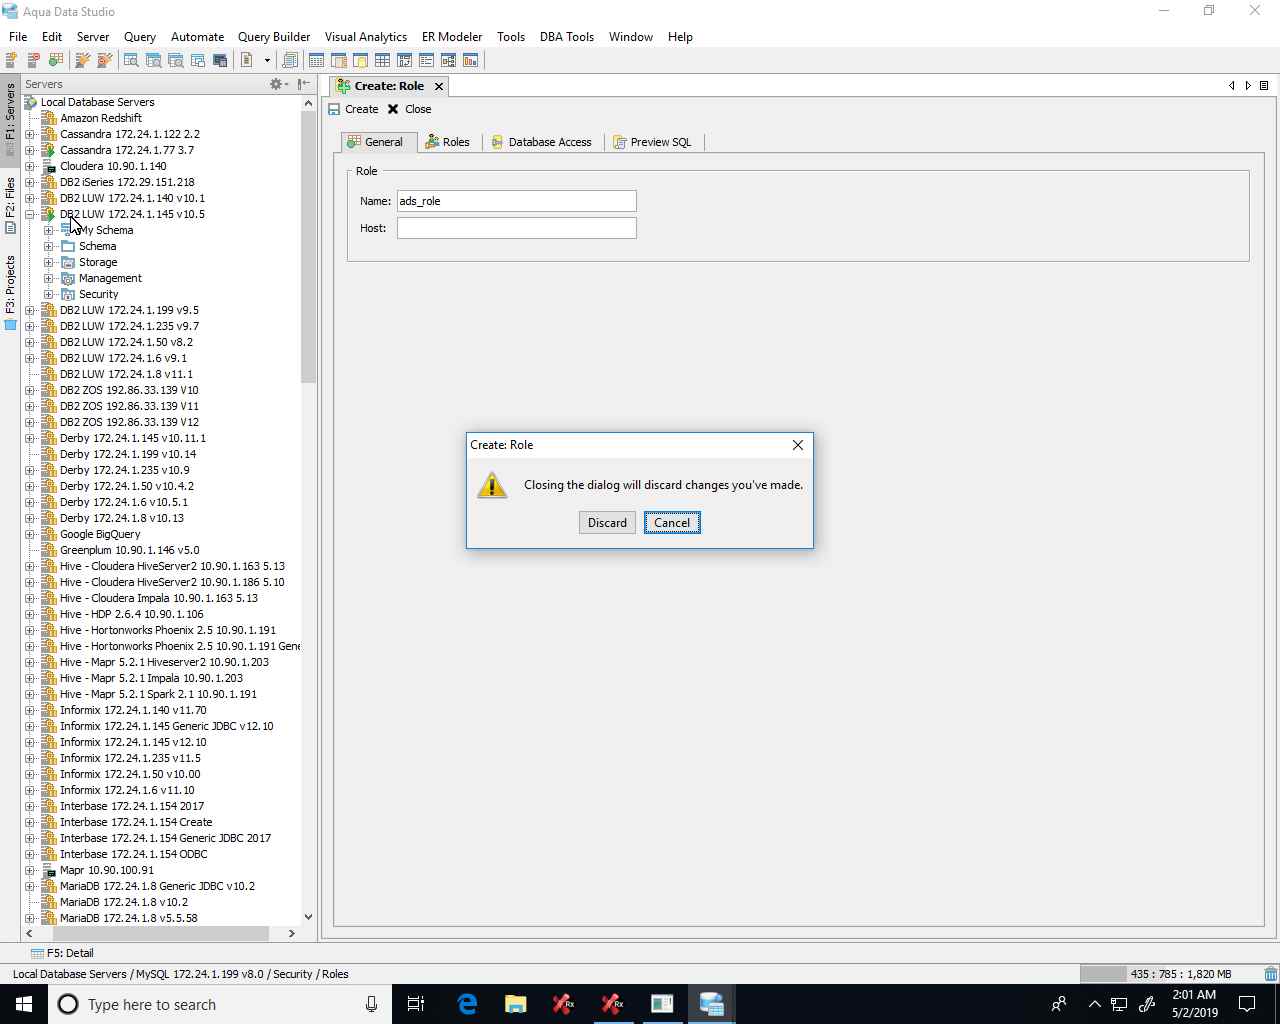 Aqua Data Studio
File Edit Server Query Automate Query Builder Visual Analytics ER Modeler Tools DBA Tools Window Help
F1: Servers
F2: Files
F3: Projects
Servers
Local Database Servers
Amazon Redshift
Cassandra 172.24.1.122 2.2
Cassandra 172.24.1.77 3.7
Cloudera 10.90.1.140
DB2 iSeries 172.29.151.218
DB2 LUW 172.24.1.140 v10.1
DB2 LUW 172.24.1.145 v10.5
My Schema
Schema
Storage
Management
Security
DB2 LUW 172.24.1.199 v9.5
DB2 LUW 172.24.1.235 v9.7
DB2 LUW 172.24.1.50 v8.2
DB2 LUW 172.24.1.6 v9.1
DB2 LUW 172.24.1.8 v11.1
DB2 ZOS 192.86.33.139 V10
DB2 ZOS 192.86.33.139 V11
DB2 ZOS 192.86.33.139 V12
Derby 172.24.1.145 v10.11.1
Derby 172.24.1.199 v10.14
Derby 172.24.1.235 v10.9
Derby 172.24.1.50 v10.4.2
Derby 172.24.1.6 v10.5.1
Derby 172.24.1.8 v10.13
Google BigQuery
Greenplum 10.90.1.146 v5.0
Hive - Cloudera HiveServer2 10.90.1.163 5.13
Hive - Cloudera HiveServer2 10.90.1.186 5.10
Hive - Cloudera Impala 10.90.1.163 5.13
Hive - HDP 2.6.4 10.90.1.106
Hive - Hortonworks Phoenix 2.5 10.90.1.191
Hive - Hortonworks Phoenix 2.5 10.90.1.191 Gene
Hive - Mapr 5.2.1 Hiveserver2 10.90.1.203
Hive - Mapr 5.2.1 Impala 10.90.1.203
Hive - Mapr 5.2.1 Spark 2.1 10.90.1.191
Informix 172.24.1.140 v11.70
Informix 172.24.1.145 Generic JDBC v12.10
Informix 172.24.1.145 v12.10
Informix 172.24.1.235 v11.5
Informix 172.24.1.50 v10.00
Informix 172.24.1.6 v11.10
Interbase 172.24.1.154 2017
Interbase 172.24.1.154 Create
Interbase 172.24.1.154 Generic JDBC 2017
Interbase 172.24.1.154 ODBC
Mapr 10.90.100.91
MariaDB 172.24.1.8 Generic JDBC v10.2
MariaDB 172.24.1.8 v10.2
MariaDB 172.24.1.8 v5.5.58
Create: Role
Create Close
General Roles Database Access Preview SQL
Role
Name: ads_role
Host:
Create: Role
Closing the dialog will discard changes you've made.
Discard Cancel
F5: Detail
Local Database Servers / MySQL 172.24.1.199 v8.0 / Security / Roles
435 : 785 : 1,820 MB
Type here to search
Rx
Rx
2:01 AM
5/2/2019